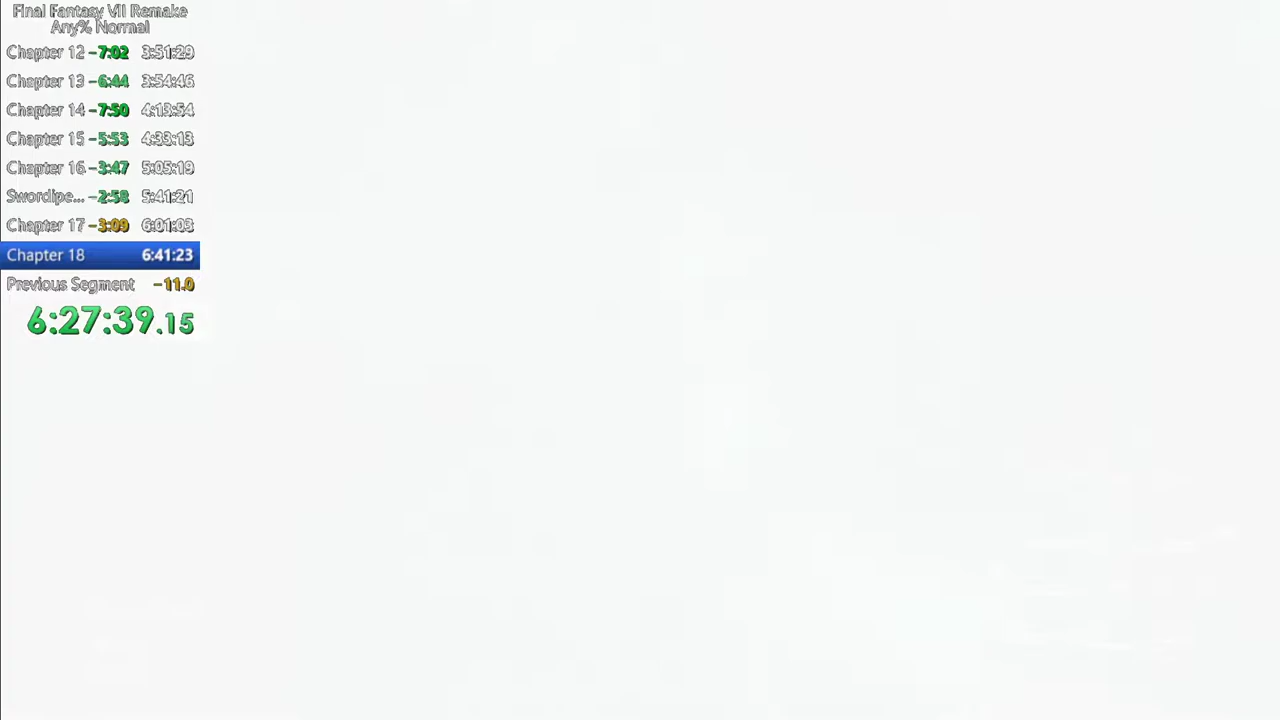 Final Fantasy VII Remake
Any% Normal
Chapter 12 -7:02 3:51:29
Chapter 13 -6:44 3:54:46
Chapter 14 -7:50 4:13:54
Chapter 15 -5:53 4:33:13
Chapter 16 -3:47 5:05:19
Swordipe... -2:58 5:41:21
Chapter 17 -3:09 6:01:03
Chapter 18 6:41:23
Previous Segment -11.0
6:27:39.15